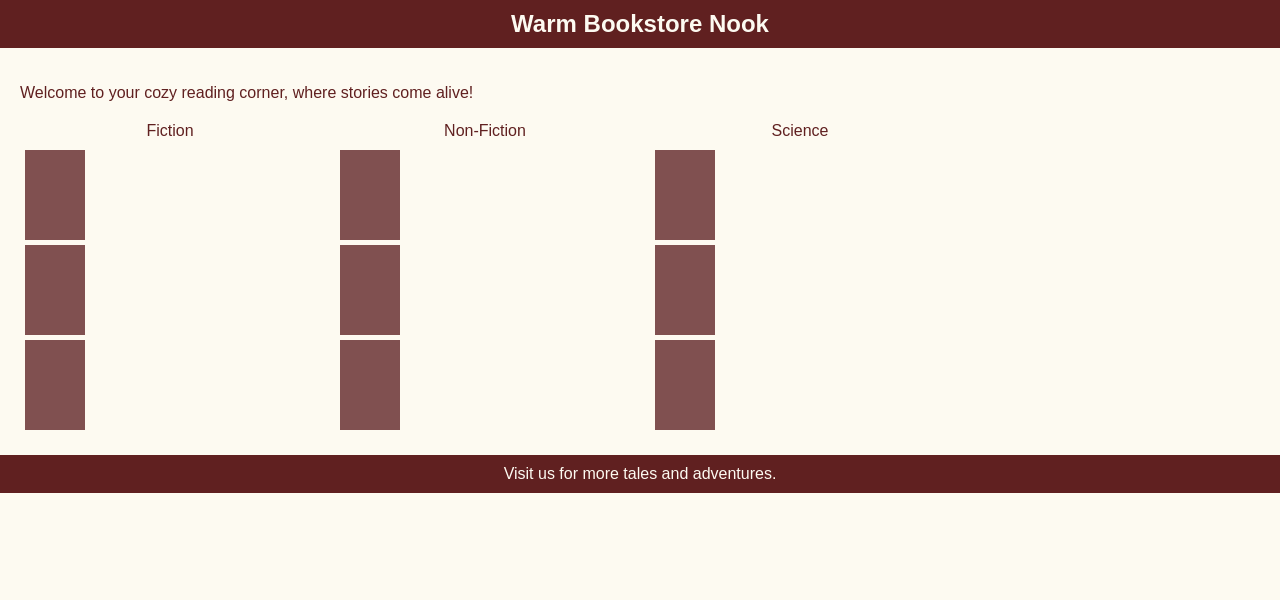 Warm Bookstore Nook
Welcome to your cozy reading corner, where stories come alive!
Fiction
Non-Fiction
Science
Visit us for more tales and adventures.